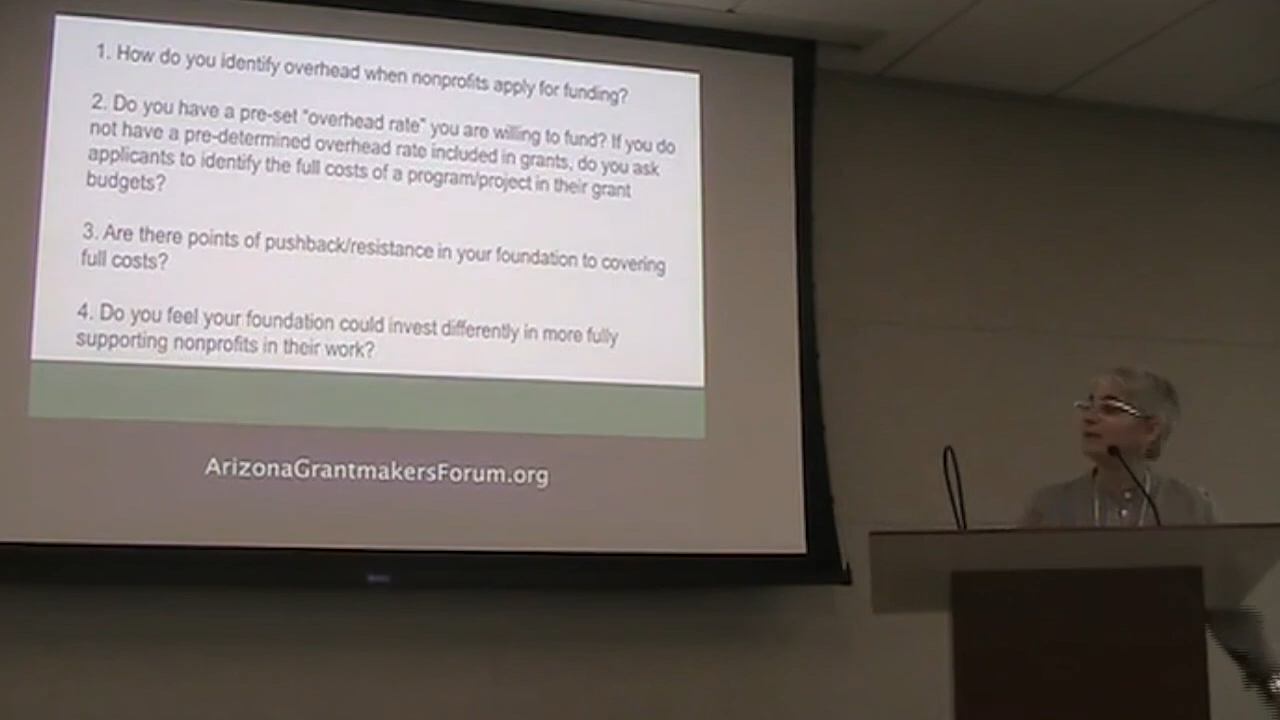 1. How do you identify overhead when nonprofits apply for funding?
2. Do you have a pre-set "overhead rate" you are willing to fund? If you do
not have a pre-determined overhead rate included in grants, do you ask
applicants to identify the full costs of a program/project in their grant
budgets?
3. Are there points of pushback/resistance in your foundation to covering
full costs?
4. Do you feel your foundation could invest differently in more fully
supporting nonprofits in their work?
ArizonaGrantmakersForum.org